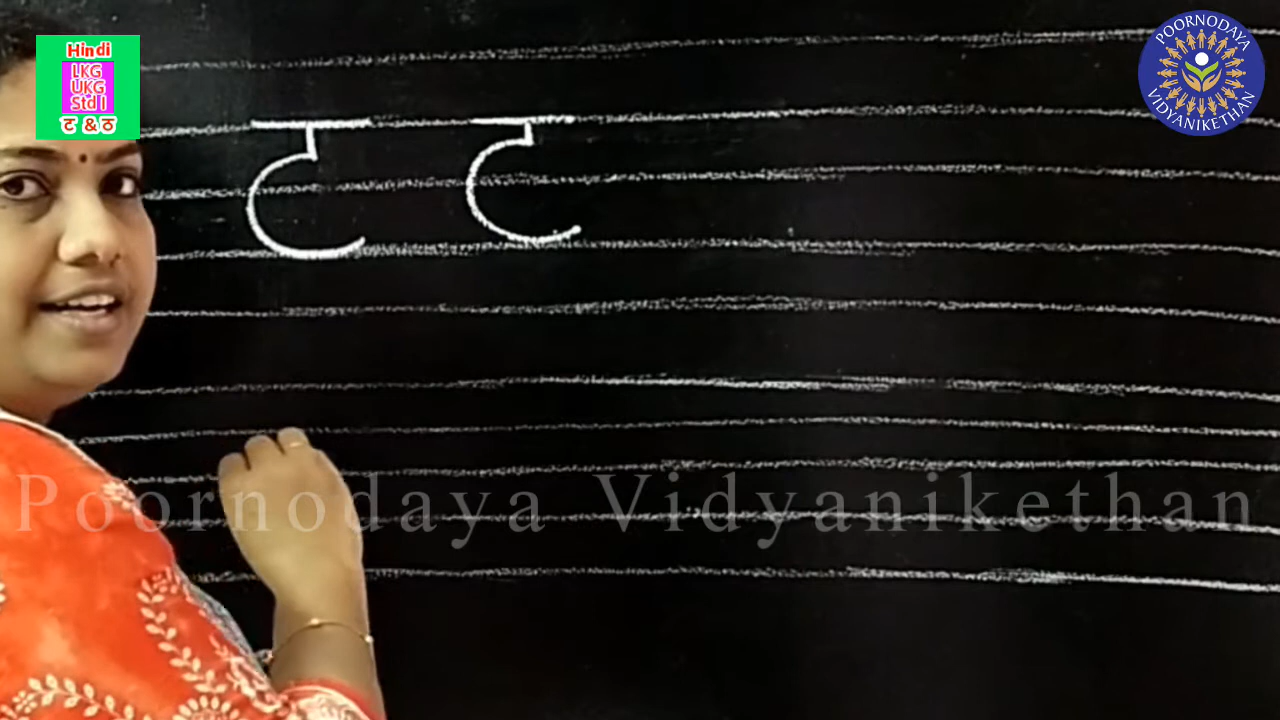 Hindi
LKG
UKG
Std I
ट & ठ
POORNODAYA
VIDYANIKETHAN
ट ट
Poornodaya Vidyanikethan